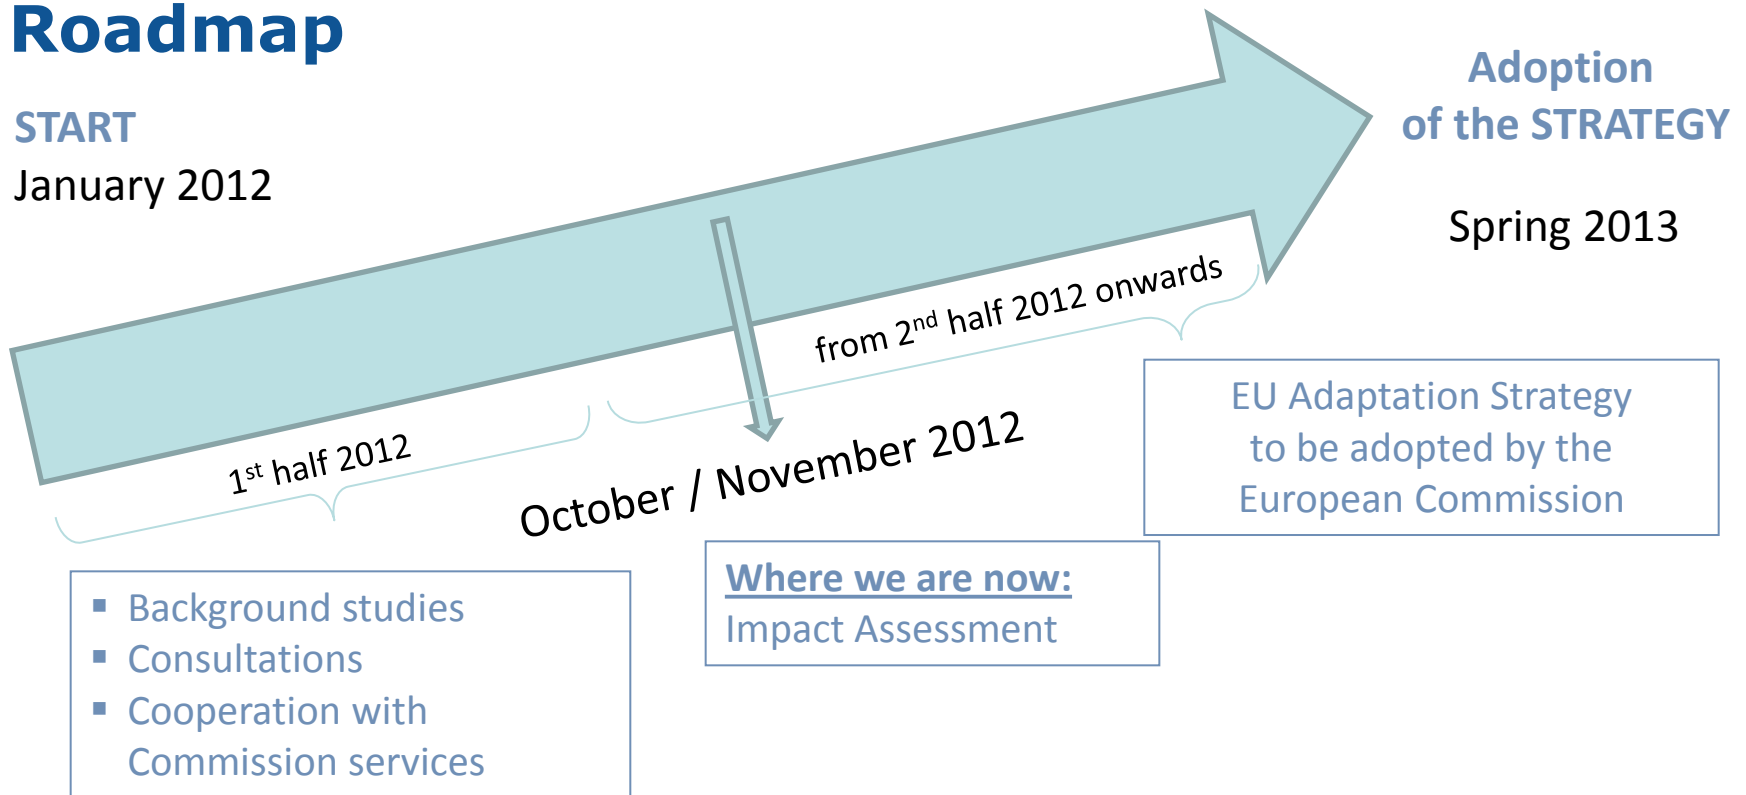 Roadmap
START
January 2012
Adoption
of the STRATEGY
Spring 2013
from 2nd half 2012 onwards
1st half 2012
October / November 2012
EU Adaptation Strategy
to be adopted by the
European Commission
Where we are now:
Impact Assessment
▪ Background studies
▪ Consultations
▪ Cooperation with
Commission services